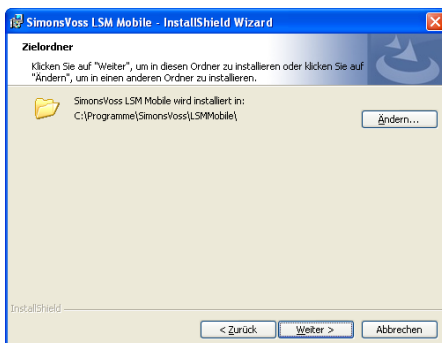 SimonsVoss LSM Mobile - InstallShield Wizard
Zielordner
Klicken Sie auf "Weiter", um in diesen Ordner zu installieren oder klicken Sie auf
"Ändern", um in einen anderen Ordner zu installieren.
SimonsVoss LSM Mobile wird installiert in:
C:\Programme\SimonsVoss\LSMMobile\
Ändern...
InstallShield
< Zurück
Weiter >
Abbrechen